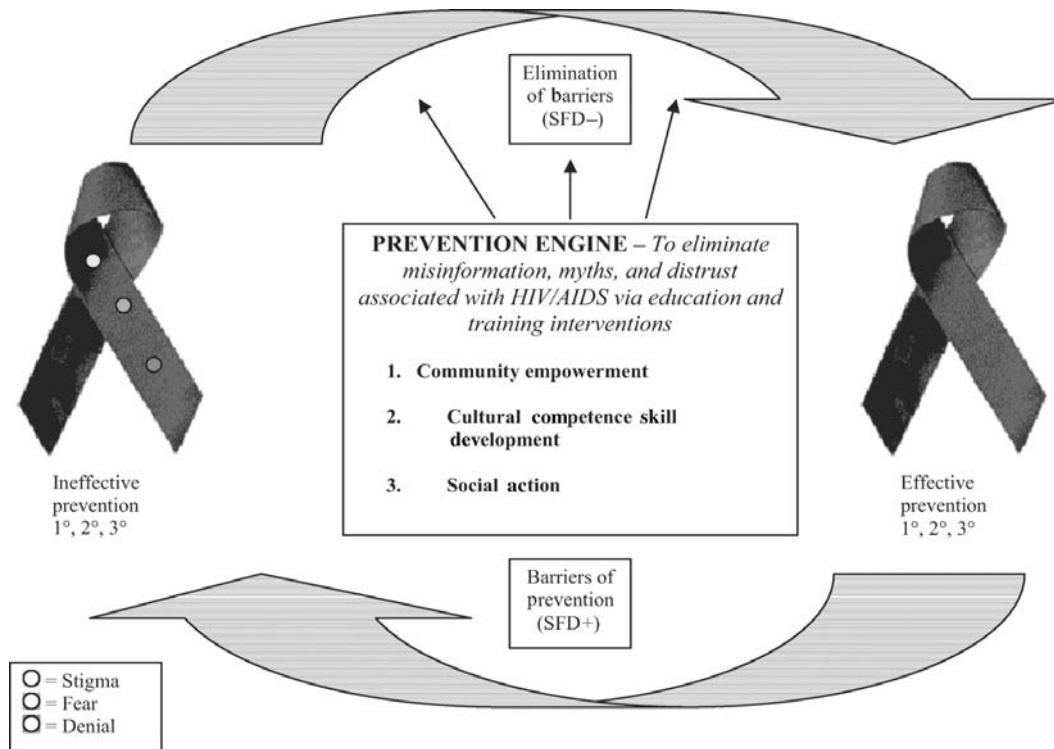 Elimination
of barriers
(SFD–)
PREVENTION ENGINE – To eliminate
misinformation, myths, and distrust
associated with HIV/AIDS via education and
training interventions
1. Community empowerment
2. Cultural competence skill
development
3. Social action
Ineffective
prevention
1°, 2°, 3°
Effective
prevention
1°, 2°, 3°
Barriers of
prevention
(SFD+)
= Stigma
= Fear
= Denial